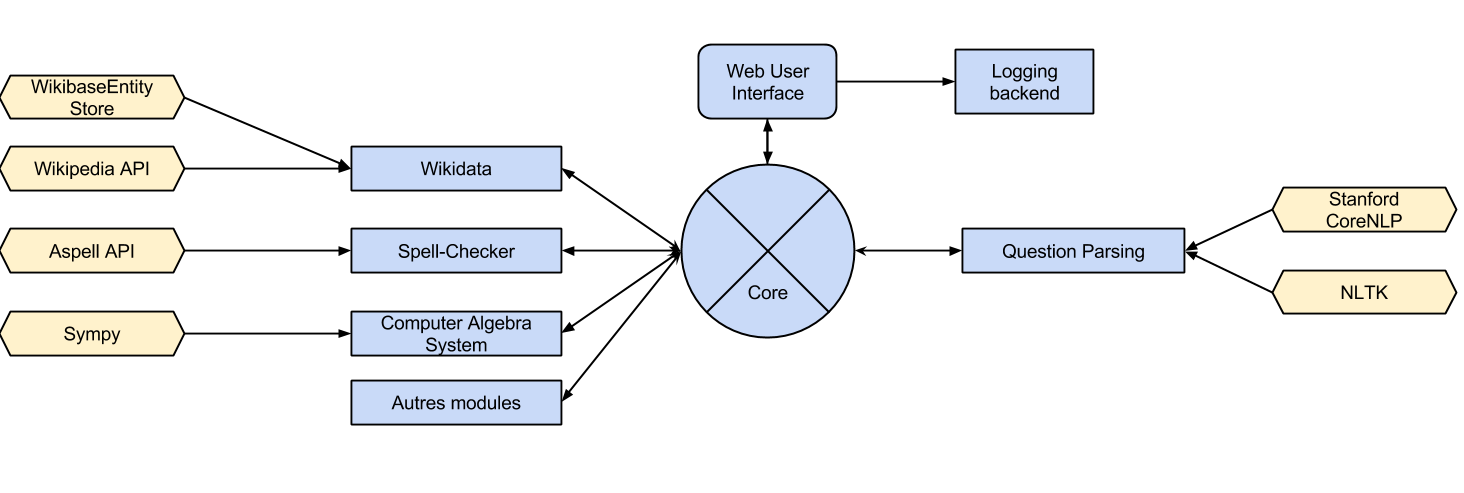 Web User
Interface
Logging
backend
WikibaseEntity
Store
Wikipedia API
Wikidata
Aspell API
Spell-Checker
Sympy
Computer Algebra
System
Autres modules
Core
Question Parsing
Stanford
CoreNLP
NLTK